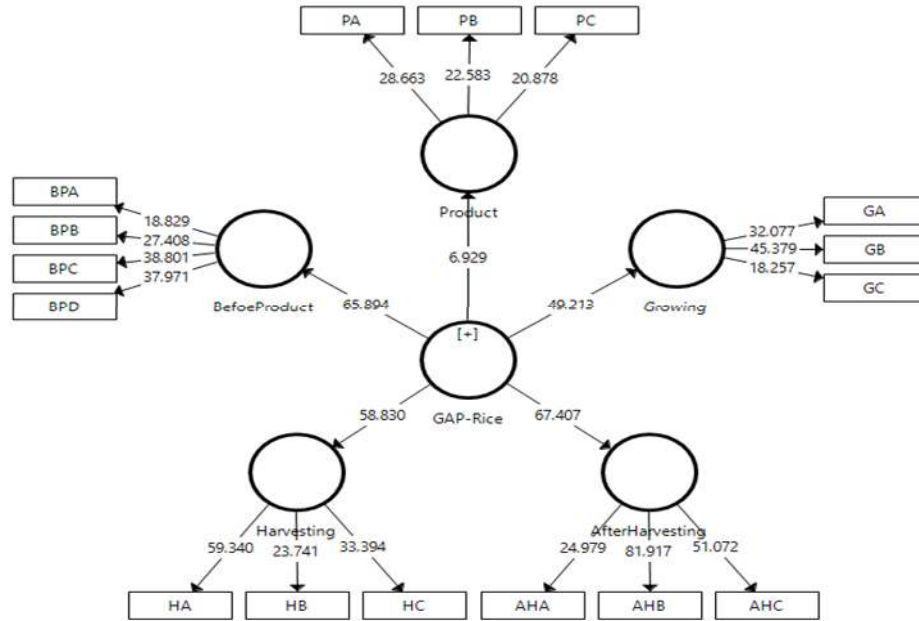 PA PB PC
28.663 22.583 20.878
Product
BPA
BPB
BPC
BPD
18.829
27.408
38.801
37.971
BefoeProduct
GA
GB
GC
32.077
45.379
18.257
Growing
6.929
65.894
49.213
[+]
GAP-Rice
58.830
67.407
Harvesting
59.340 23.741 33.394
HA HB HC
AfterHarvesting
24.979 81.917 51.072
AHA AHB AHC